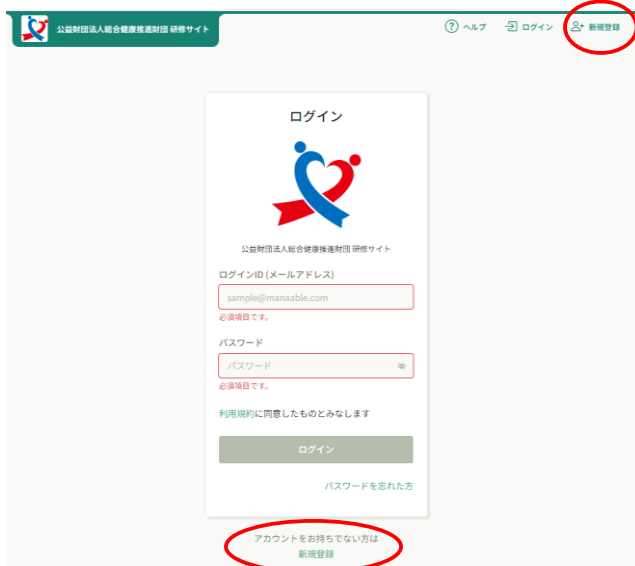 公益財団法人総合健康推進財団 研修サイト
ヘルプ
ログイン
新規登録
ログイン
公益財団法人総合健康推進財団 研修サイト
ログインID (メールアドレス)
sample@manaable.com
必須項目です。
パスワード
パスワード
必須項目です。
利用規約に同意したものとみなします
ログイン
パスワードを忘れた方
アカウントをお持ちでない方は
新規登録